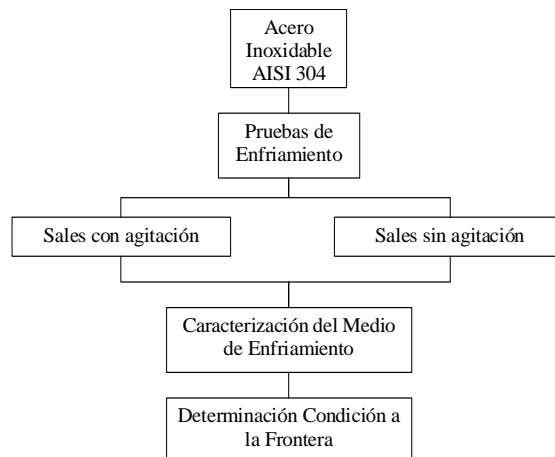 Acero
Inoxidable
AISI 304
Pruebas de
Enfriamiento
Sales con agitación
Sales sin agitación
Caracterización del Medio
de Enfriamiento
Determinación Condición a
la Frontera